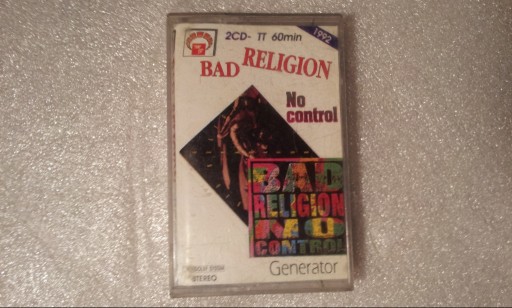 2CD- TT 60min
1992
BAD RELIGION
No
control
BAD
RELIGION
NO
CONTROL
Generator
STEREO